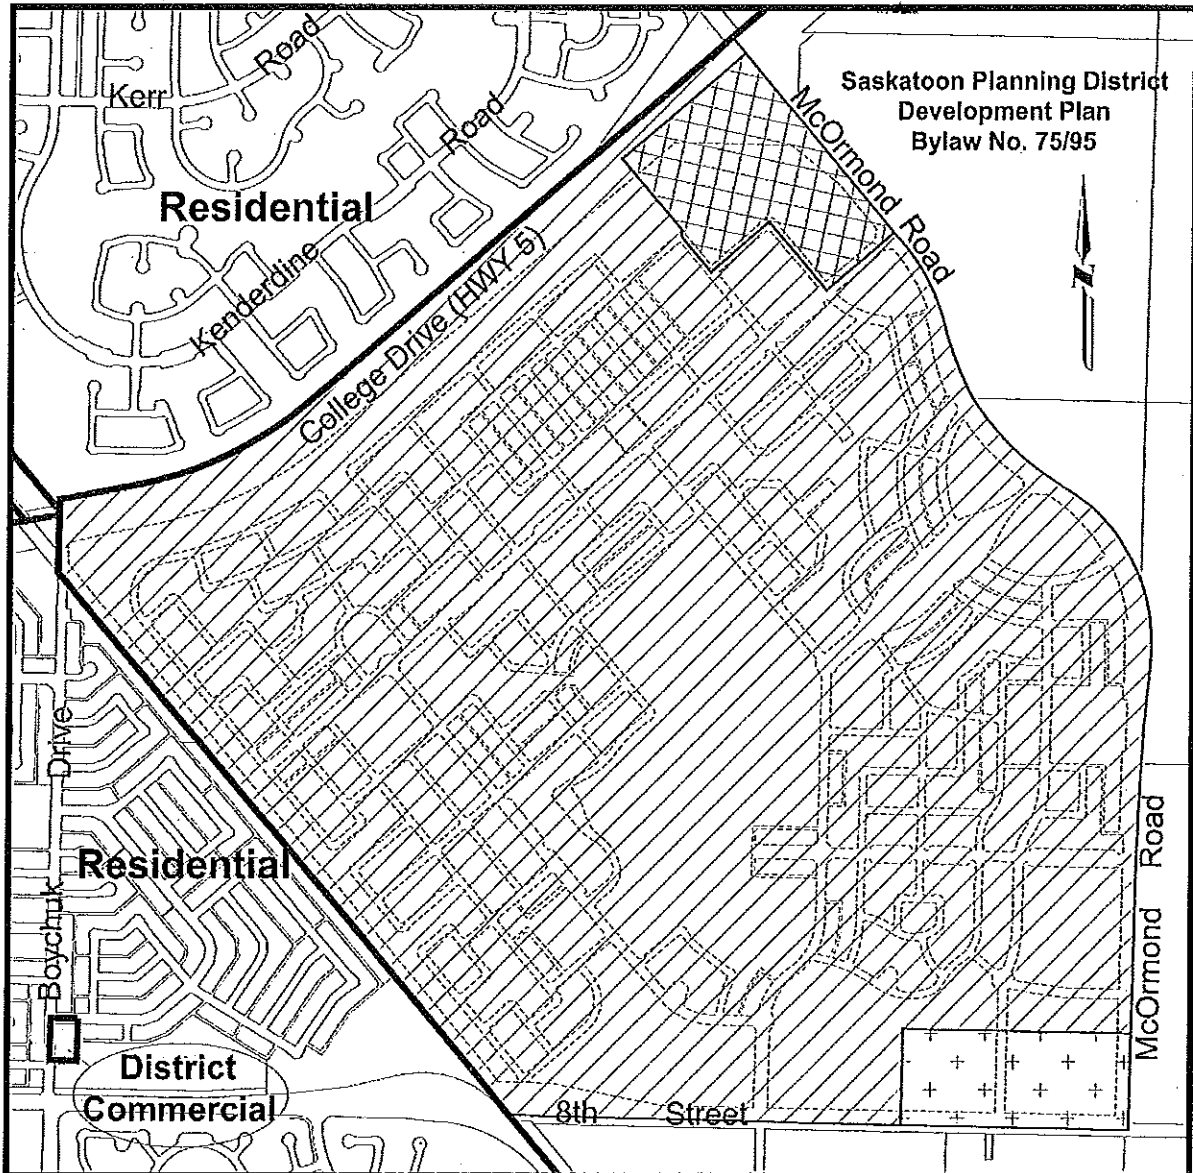 Road
Kerr
Road
Residential
Kenderdine
College Drive (HWY 5)
McOrmond Road
Saskatoon Planning District
Development Plan
Bylaw No. 75/95
N
Drive
Residential
Boychuk
District
Commercial
8th Street
McOrmond Road